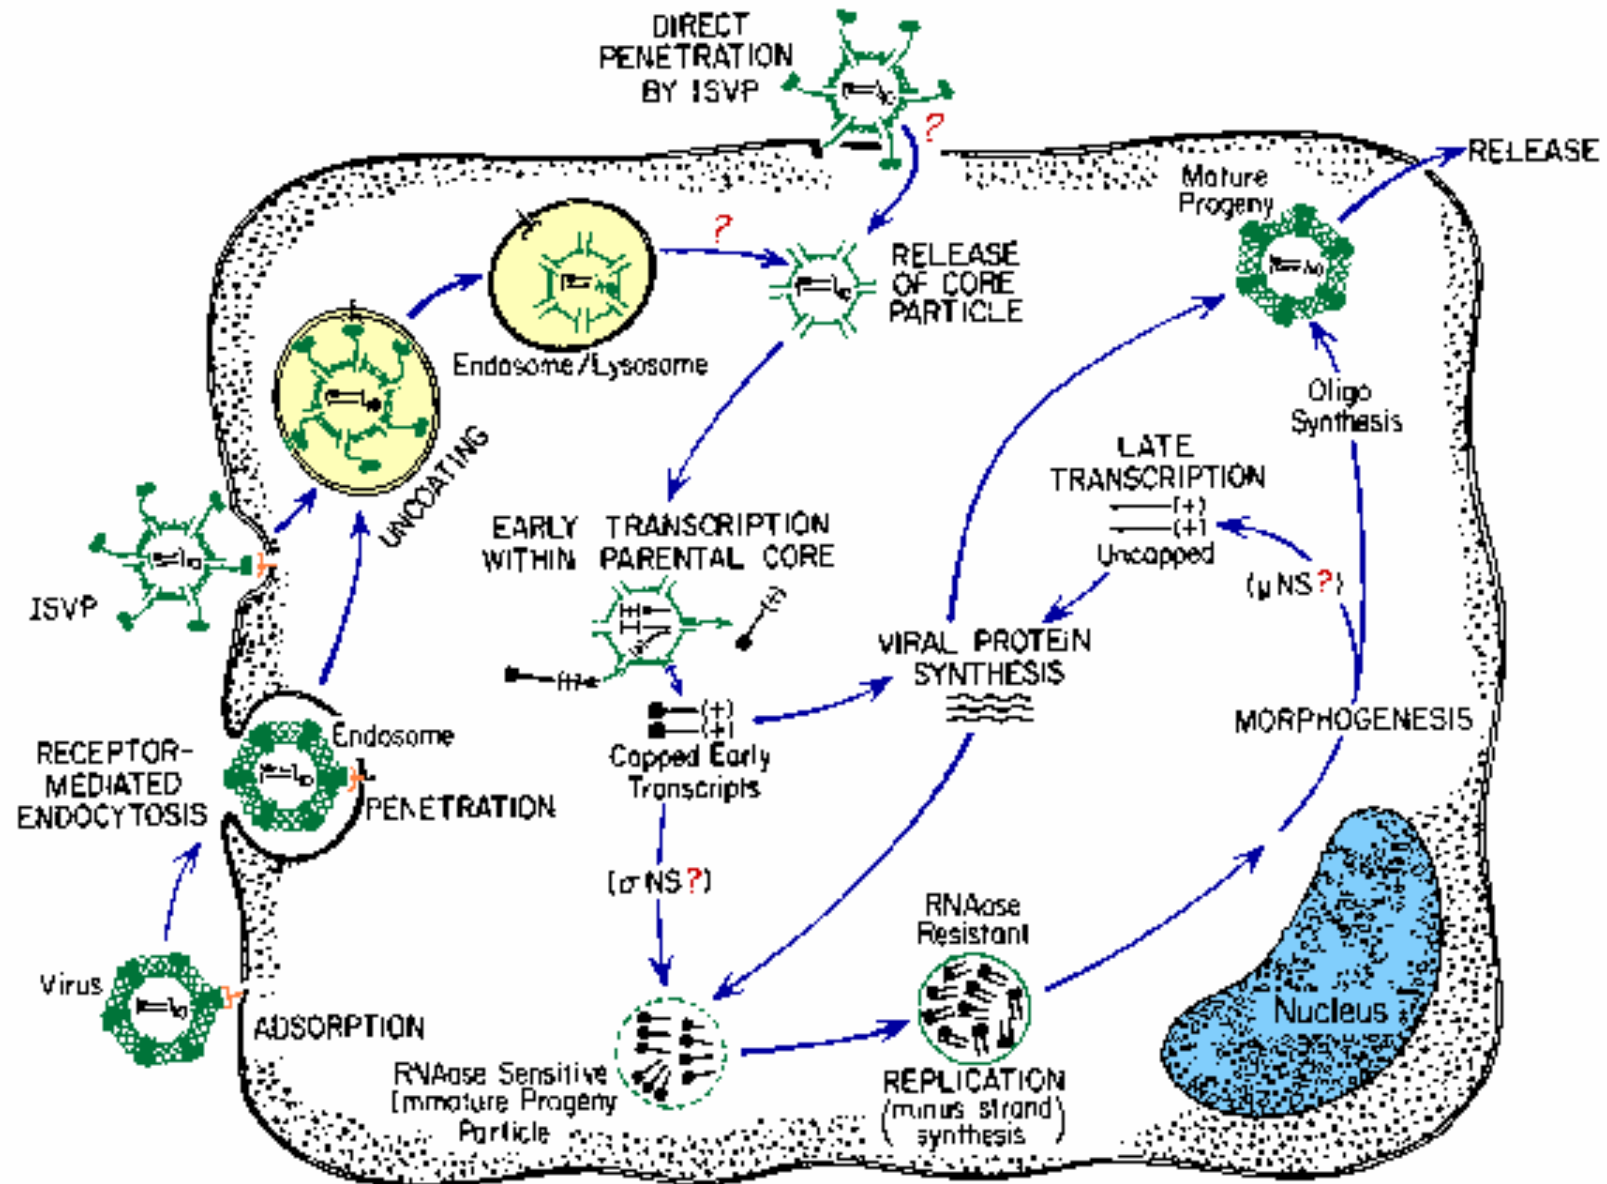 DIRECT
PENETRATION
BY ISVP
?
RELEASE
Mature
Progeny
?
RELEASE
OF CORE
PARTICLE
Endosome/Lysosome
UNCOATING
Oligo
Synthesis
LATE
TRANSCRIPTION
(+)
(+)
Uncapped
EARLY TRANSCRIPTION
WITHIN PARENTAL CORE
(μNS?)
ISVP
(+)
(+)
VIRAL PROTEIN
SYNTHESIS
(+)
(+)
Capped Early
Transcripts
MORPHOGENESIS
Endosome
RECEPTOR-
MEDIATED
ENDOCYTOSIS
PENETRATION
(σNS?)
RNAase
Resistant
Virus
ADSORPTION
Nucleus
RNAase Sensitive
Immature Progeny
Particle
REPLICATION
(minus strand)
synthesis